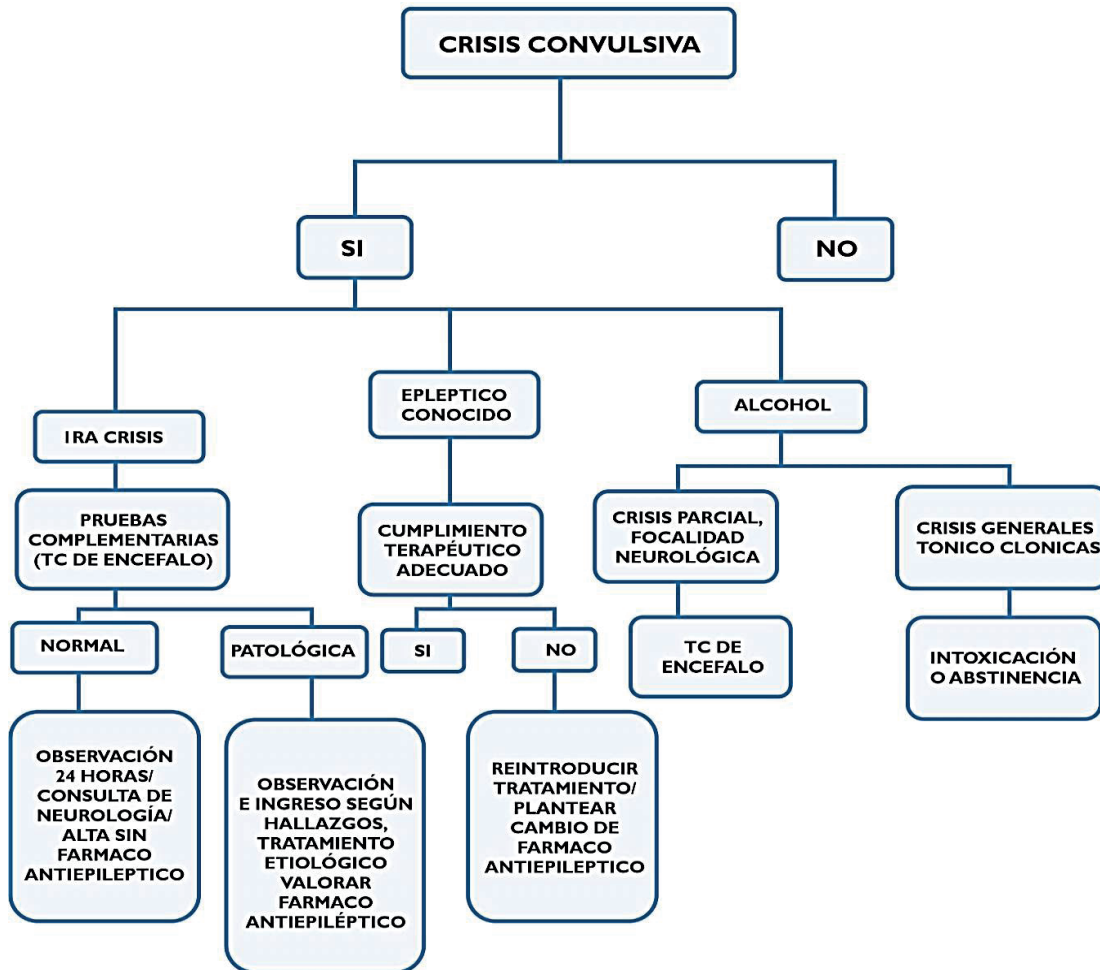 CRISIS CONVULSIVA
SI
NO
EPLEPTICO
CONOCIDO
ALCOHOL
1RA CRISIS
PRUEBAS
COMPLEMENTARIAS
(TC DE ENCEFALO)
CUMPLIMIENTO
TERAPÉUTICO
ADECUADO
CRISIS PARCIAL,
FOCALIDAD
NEUROLÓGICA
CRISIS GENERALES
TONICO CLONICAS
NORMAL
PATOLÓGICA
SI
NO
TC DE
ENCEFALO
INTOXICACIÓN
O ABSTINENCIA
OBSERVACIÓN
24 HORAS/
CONSULTA DE
NEUROLOGÍA/
ALTA SIN
FARMACO
ANTIEPILEPTICO
OBSERVACIÓN
E INGRESO SEGÚN
HALLAZGOS,
TRATAMIENTO
ETIOLÓGICO
VALORAR
FARMACO
ANTIEPILÉPTICO
REINTRODUCIR
TRATAMIENTO/
PLANTEAR
CAMBIO DE
FARMACO
ANTIEPILEPTICO